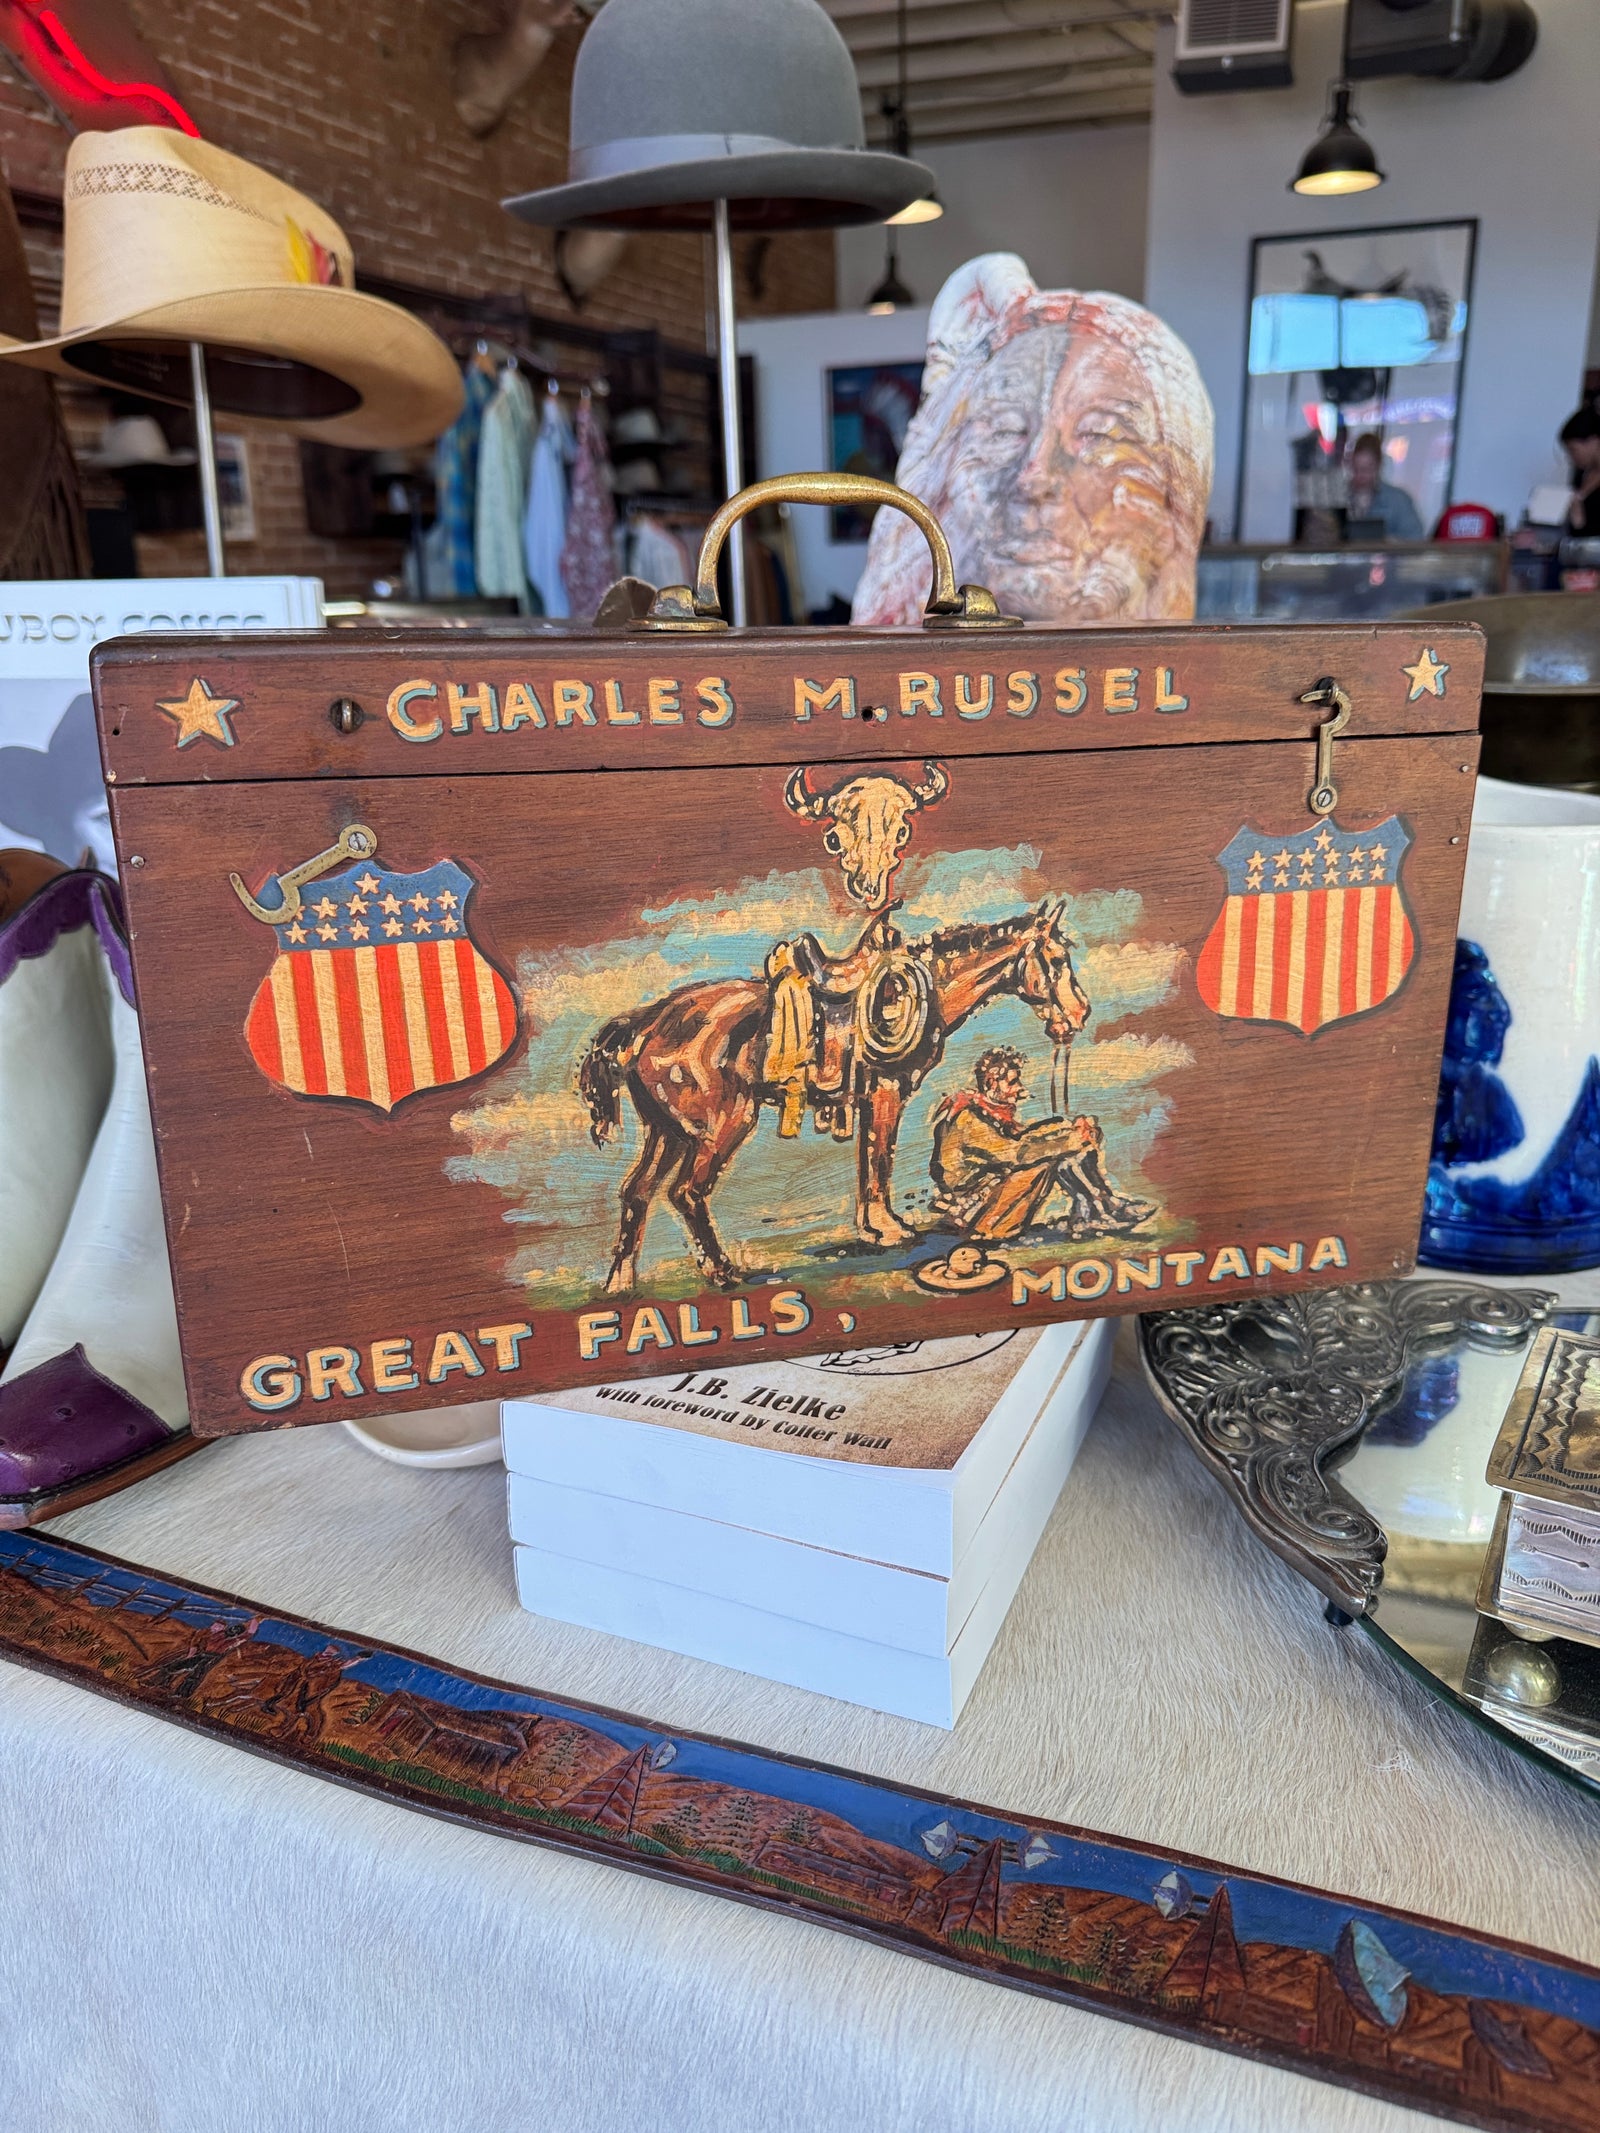 CHARLES M. RUSSEL
GREAT FALLS, MONTANA
J.B. Zielke
With foreword by Colter Wall